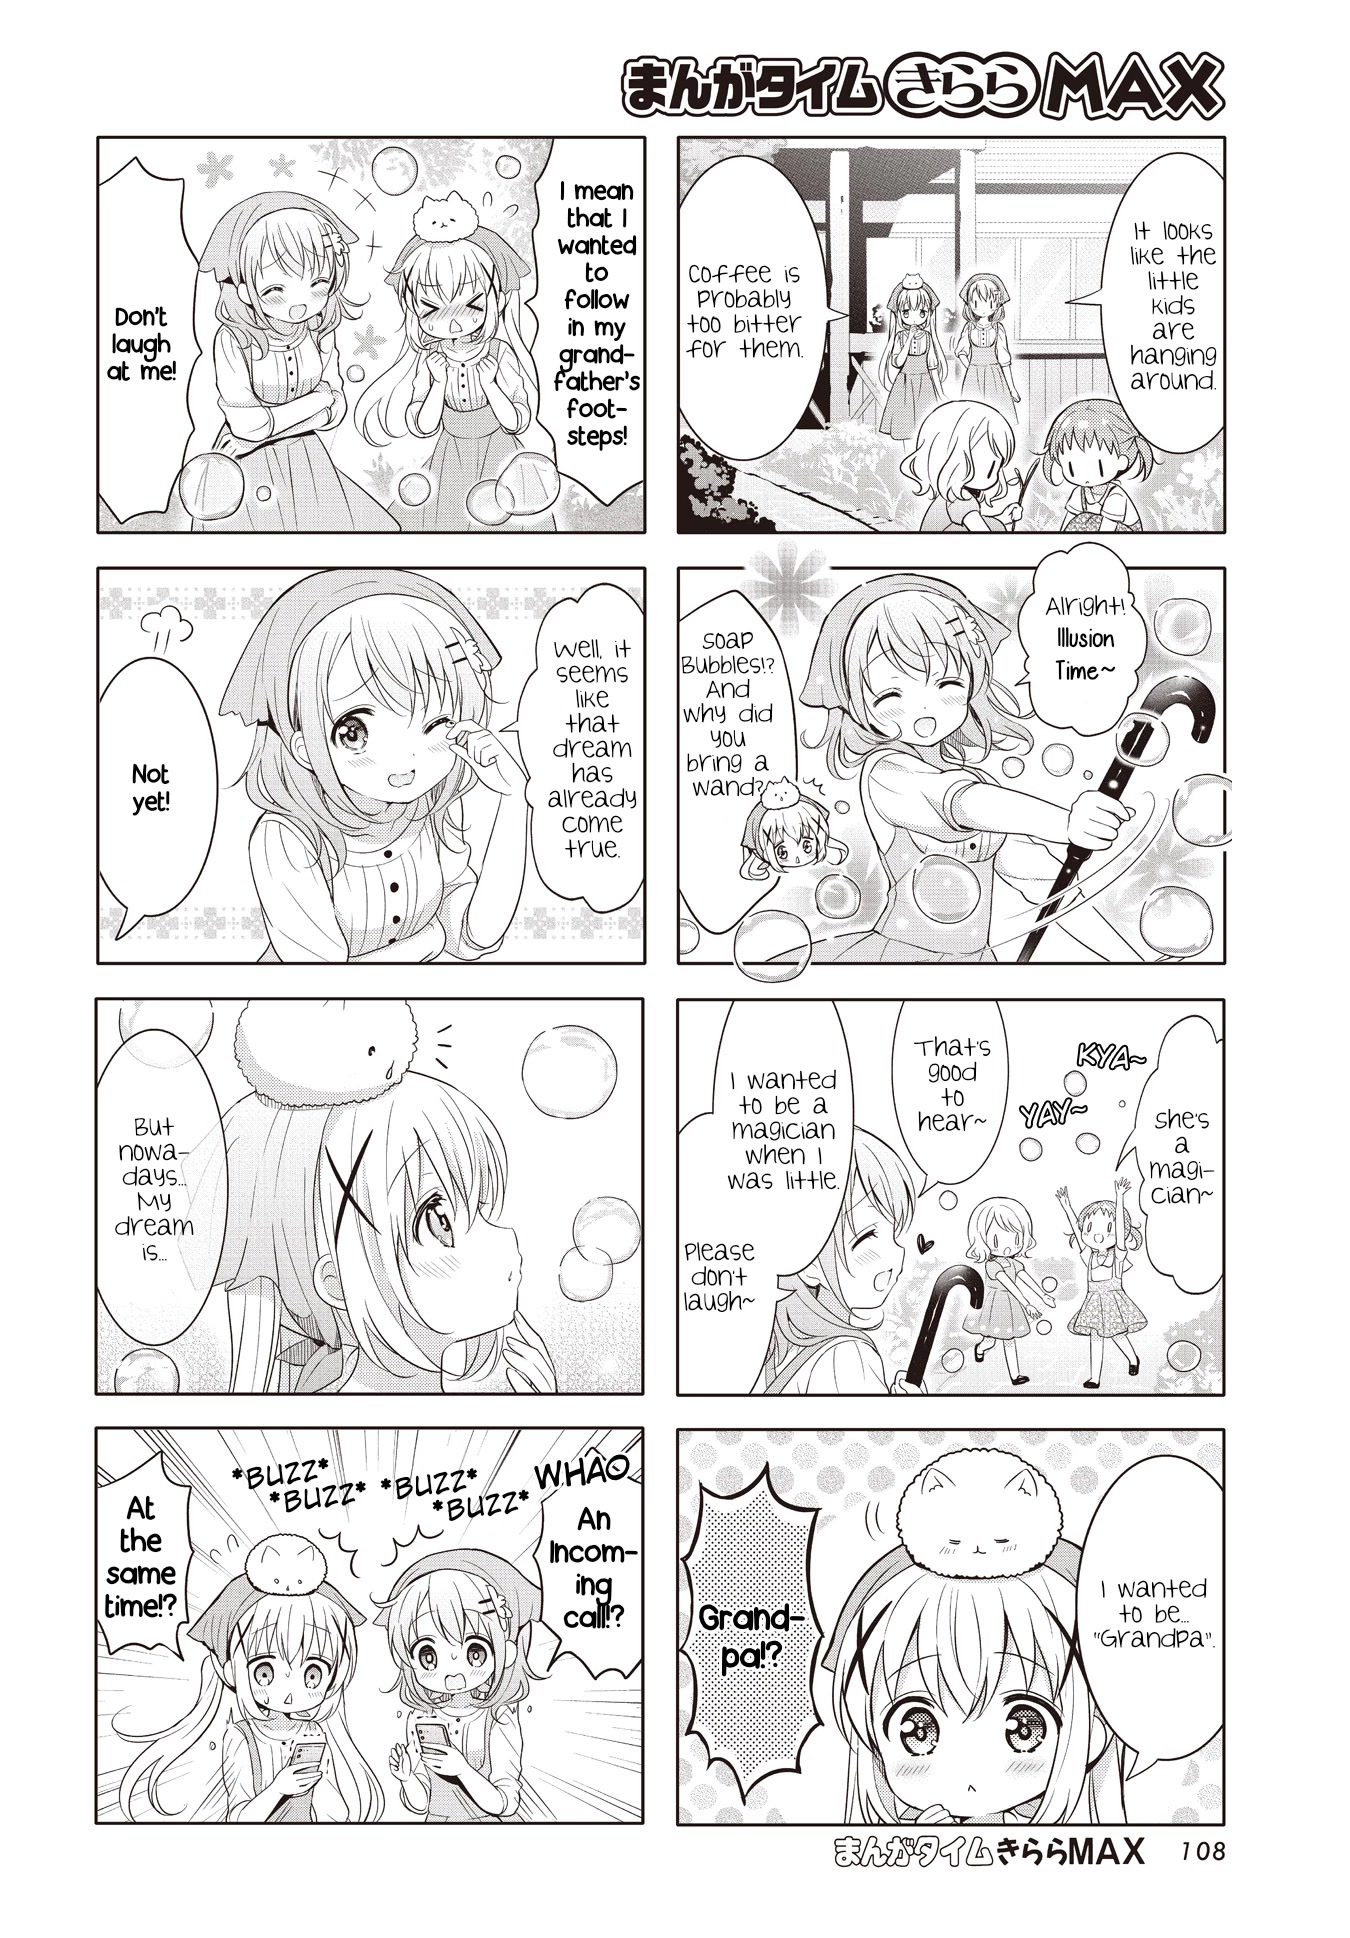 まんがタイムきららMAX
It looks
like the
little
kids
are
hanging
around.
Coffee is
probably
too bitter
for them.
Alright!
Illusion
Time~
Soap
Bubbles!?
And
why did
you
bring a
wand?
She's
a
magi-
cian~
KYA~
YAY~
That's
good
to
hear~
I wanted
to be a
magician
when I
was little.
Please
don't
laugh~
I wanted
to be...
"Grandpa".
Grand-
pa!?
I mean
that I
wanted
to
follow
in my
grand-
father's
foot-
steps!
Don't
laugh
at me!
Well, it
seems
like
that
dream
has
already
come
true.
Not
yet!
But
nowa-
days...
My
dream
is...
WHAO
*BUZZ*
*BUZZ*
*BUZZ*
*BUZZ*
An
Incom-
ing
call!?
At
the
same
time!?
まんがタイムきららMAX 108